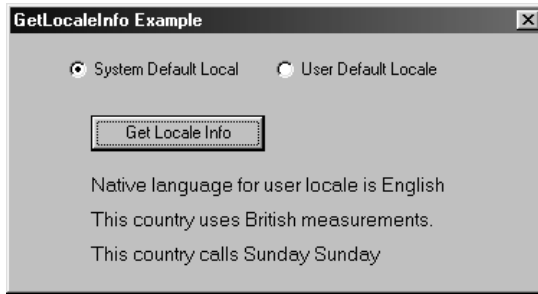 GetLocaleInfo Example
System Default Local User Default Locale
Get Locale Info
Native language for user locale is English
This country uses British measurements.
This country calls Sunday Sunday